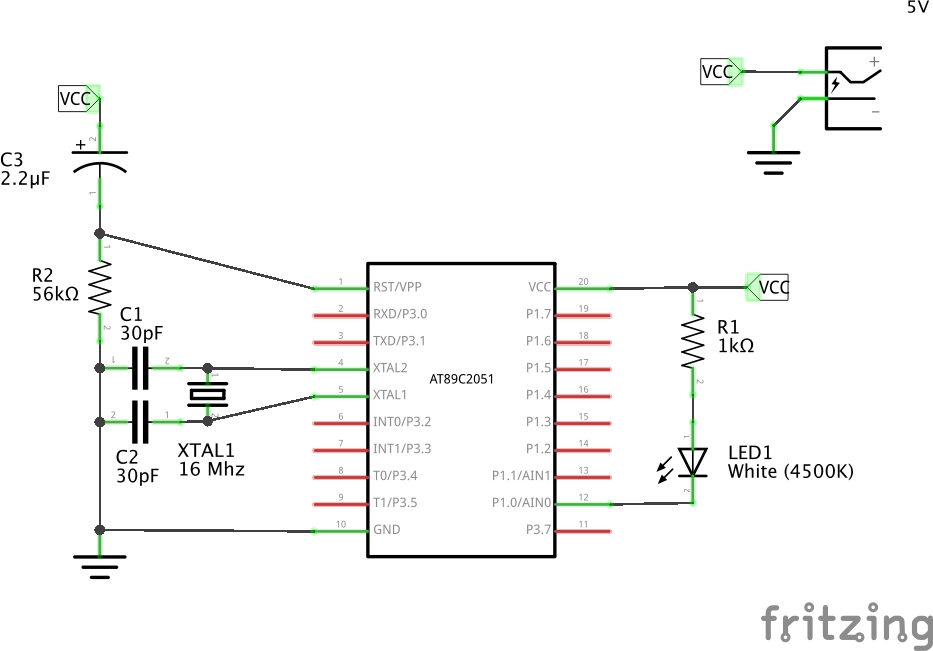 5V
VCC
+
−
VCC
+
2
C3
2.2µF
1
1
R2
56kΩ
2
C1
30pF
1
2
1
2
2
1
C2
30pF
XTAL1
16 Mhz
1 RST/VPP
2 RXD/P3.0
3 TXD/P3.1
4 XTAL2
5 XTAL1
6 INT0/P3.2
7 INT1/P3.3
8 T0/P3.4
9 T1/P3.5
10 GND
AT89C2051
VCC 20
P1.7 19
P1.6 18
P1.5 17
P1.4 16
P1.3 15
P1.2 14
P1.1/AIN1 13
P1.0/AIN0 12
P3.7 11
VCC
1
R1
1kΩ
2
1
LED1
White (4500K)
2
fritzing